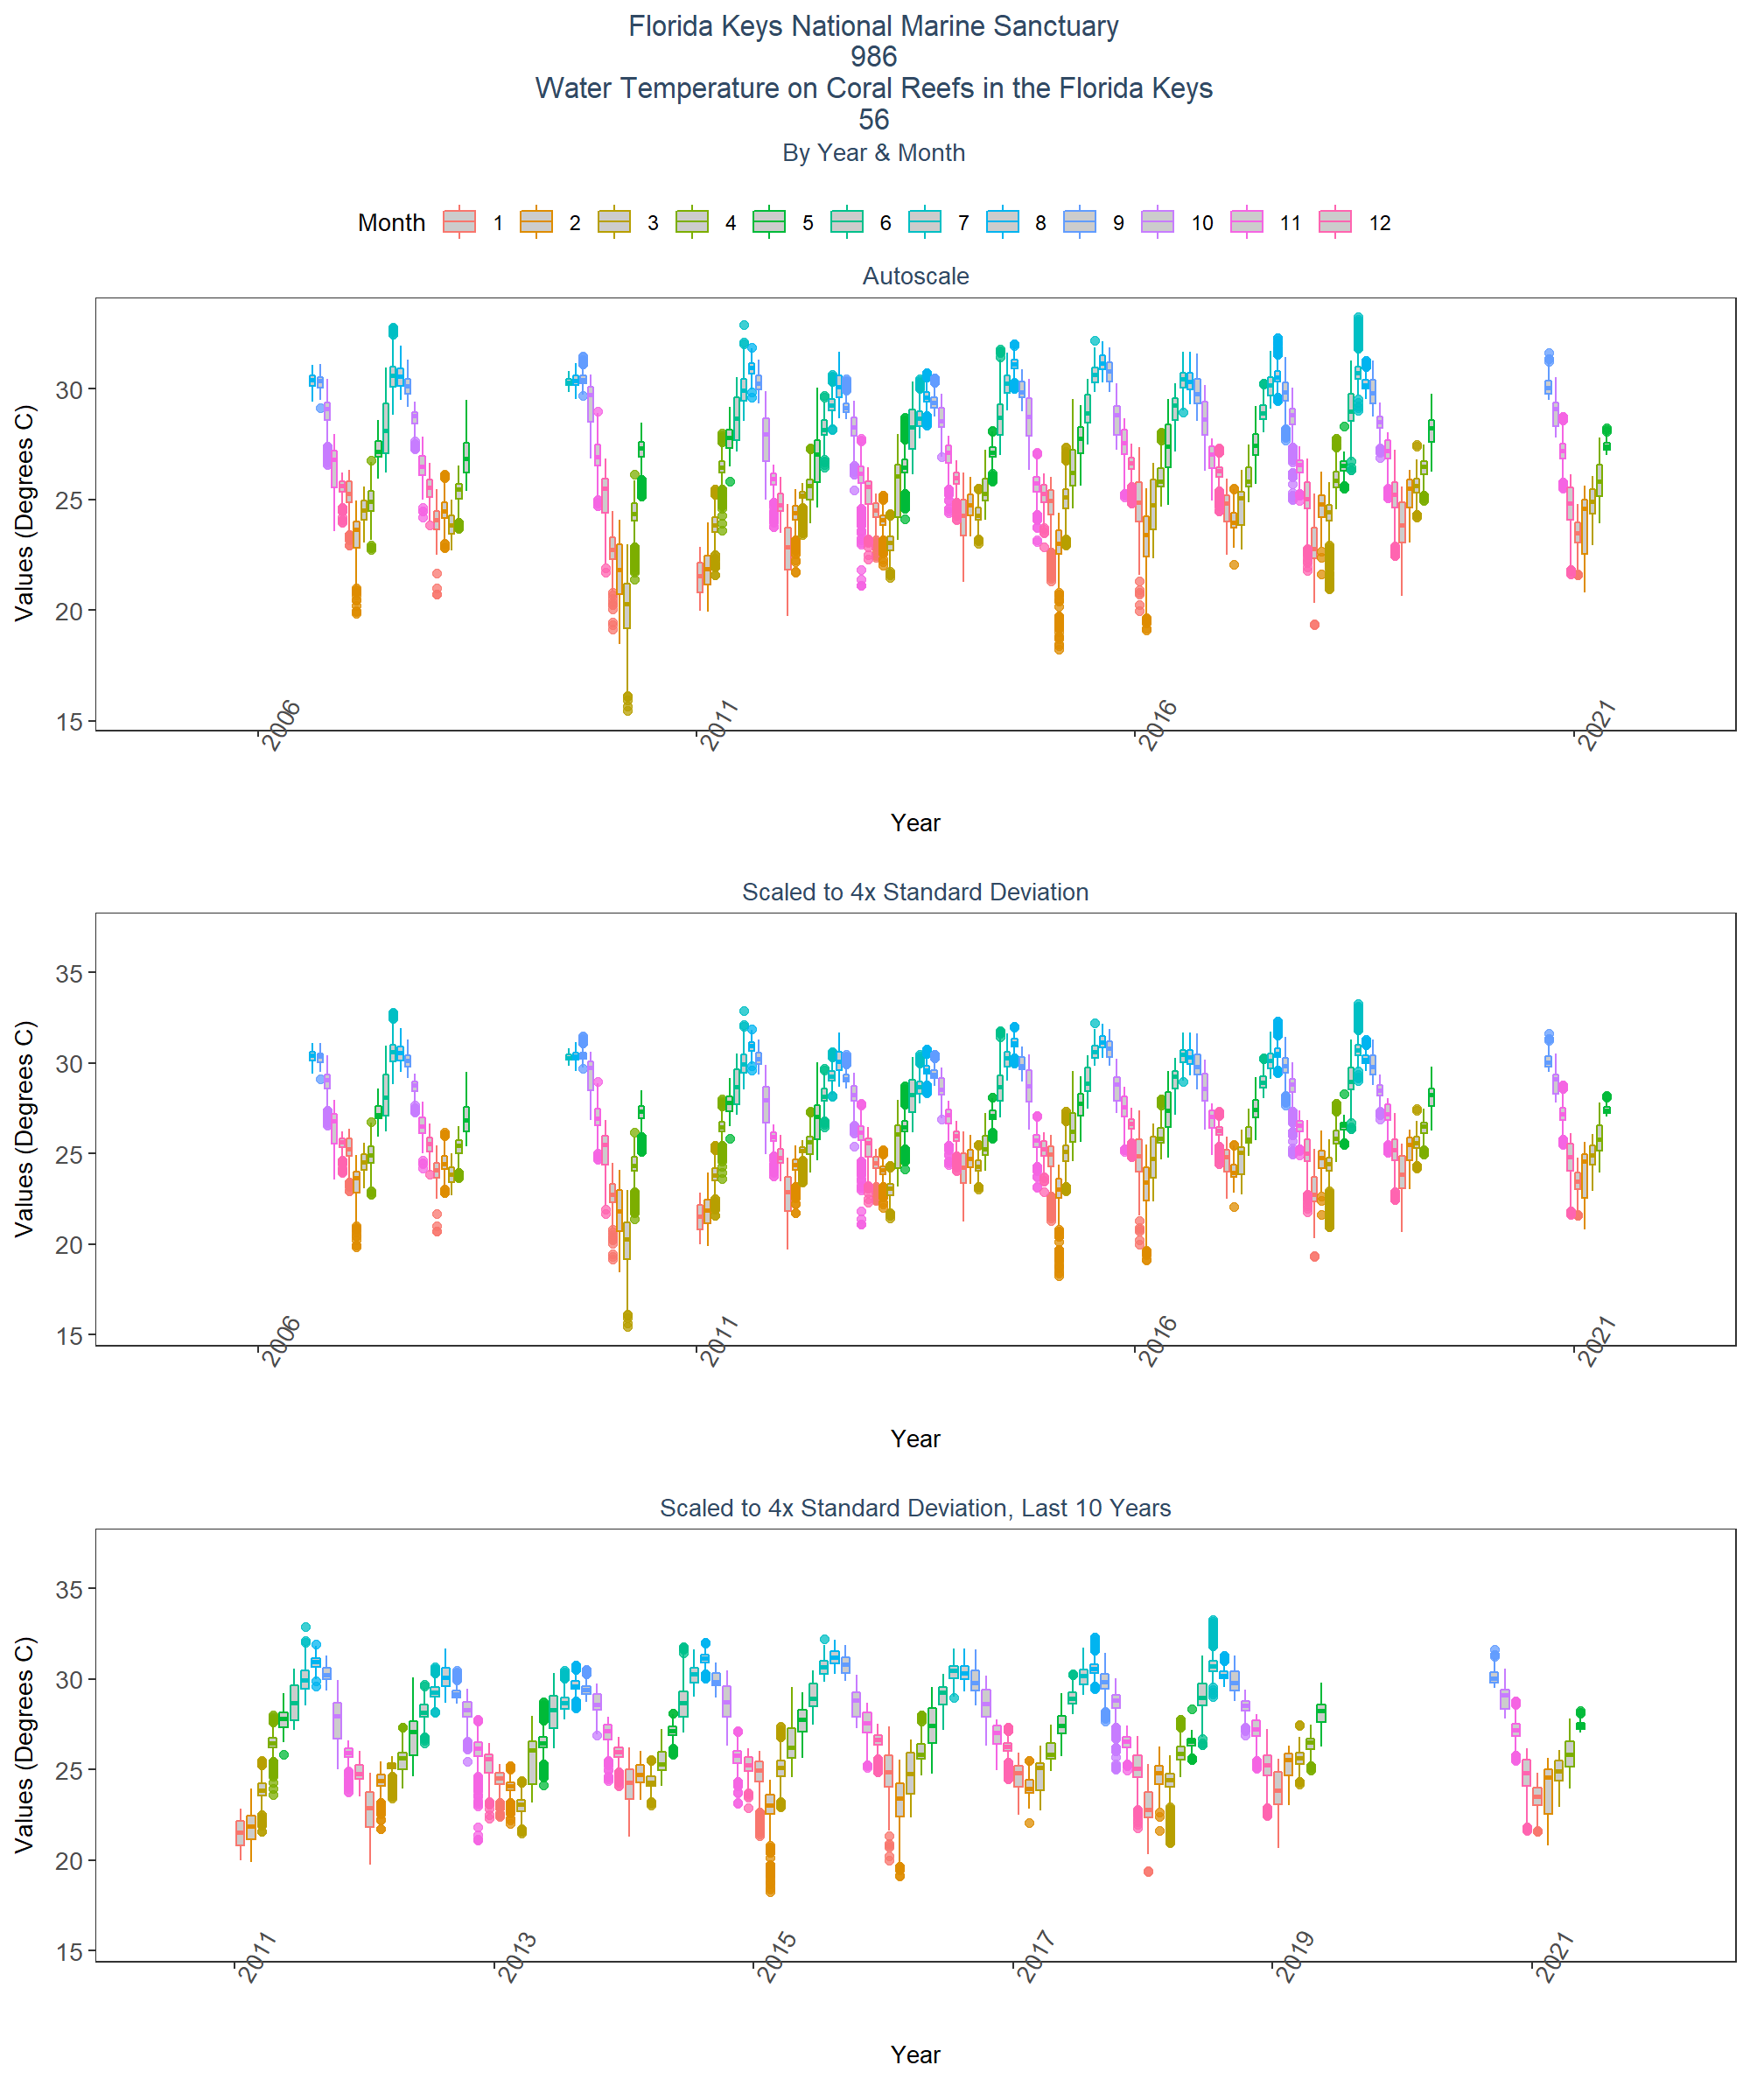 Florida Keys National Marine Sanctuary
986
Water Temperature on Coral Reefs in the Florida Keys
56
By Year & Month
Month 1 2 3 4 5 6 7 8 9 10 11 12
Autoscale
Values (Degrees C)
30
25
20
15
2006 2011 2016 2021
Year
Scaled to 4x Standard Deviation
Values (Degrees C)
35
30
25
20
15
2006 2011 2016 2021
Year
Scaled to 4x Standard Deviation, Last 10 Years
Values (Degrees C)
35
30
25
20
15
2011 2013 2015 2017 2019 2021
Year